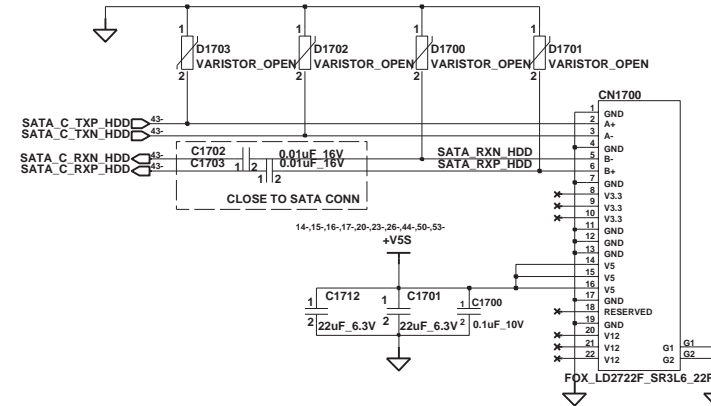 1
1
1
1
D1703
D1702
D1700
D1701
VARISTOR_OPEN
VARISTOR_OPEN
VARISTOR_OPEN
VARISTOR_OPEN
2
2
2
2
CN1700
SATA_C_TXP_HDD 43-
SATA_C_TXN_HDD 43-
SATA_C_RXN_HDD 43-
SATA_C_RXP_HDD 43-
C1702 1 2 0.01uF_16V
C1703 1 2 0.01uF_16V
CLOSE TO SATA CONN
SATA_RXN_HDD
SATA_RXP_HDD
1 GND
2 A+
3 A-
4 GND
5 B-
6 B+
7 GND
8 V3.3
9 V3.3
10 V3.3
11 GND
12 GND
13 GND
14 V5
15 V5
16 V5
17 GND
18 RESERVED
19 GND
20 V12
21 V12 G1 G1
22 V12 G2 G2
14-,15-,16-,17-,20-,23-,26-,44-,50-,53-
+V5S
1 C1712
2 22uF_6.3V
1 C1701
2 22uF_6.3V
1 C1700
2 0.1uF_10V